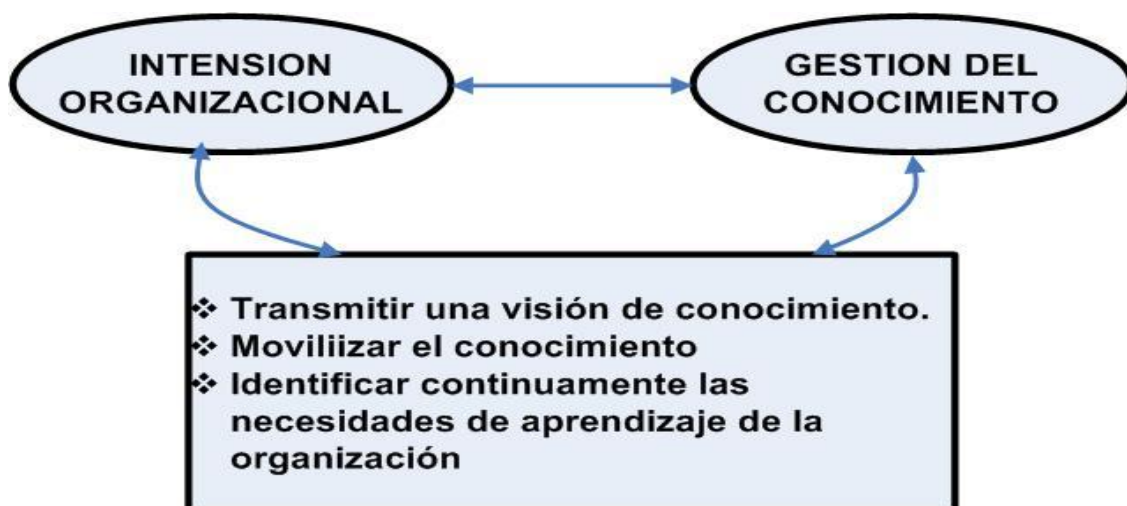 INTENSION
ORGANIZACIONAL
GESTION DEL
CONOCIMIENTO
❖ Transmitir una visión de conocimiento.
❖ Moviliizar el conocimiento
❖ Identificar continuamente las
necesidades de aprendizaje de la
organización